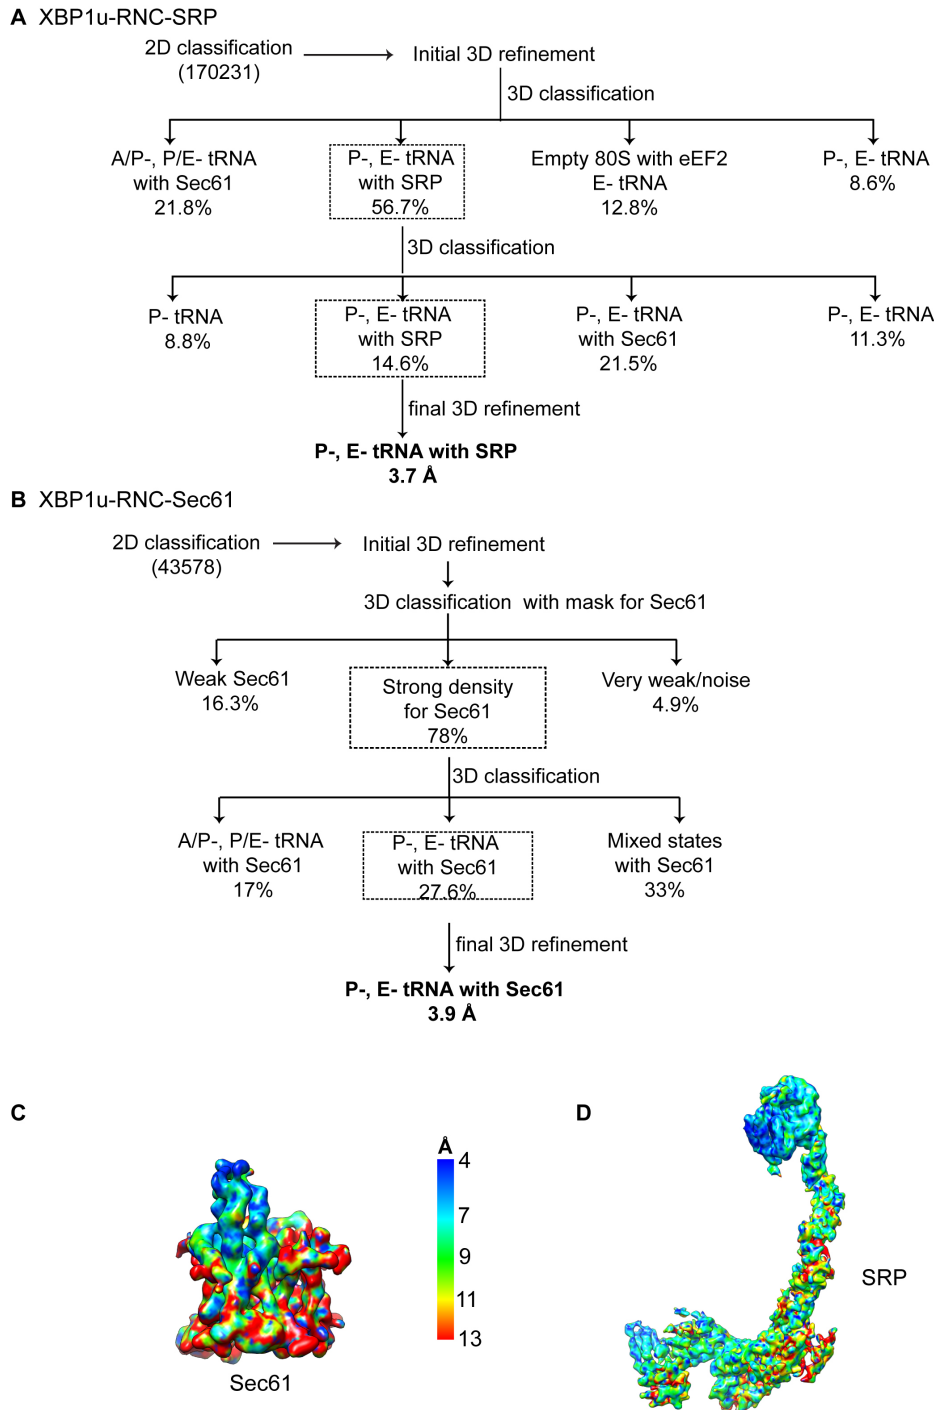 A XBP1u-RNC-SRP
2D classification
(170231)
Initial 3D refinement
3D classification
A/P-, P/E- tRNA
with Sec61
21.8%
P-, E- tRNA
with SRP
56.7%
Empty 80S with eEF2
E- tRNA
12.8%
P-, E- tRNA
8.6%
3D classification
P- tRNA
8.8%
P-, E- tRNA
with SRP
14.6%
P-, E- tRNA
with Sec61
21.5%
P-, E- tRNA
11.3%
final 3D refinement
P-, E- tRNA with SRP
3.7 Å
B XBP1u-RNC-Sec61
2D classification
(43578)
Initial 3D refinement
3D classification with mask for Sec61
Weak Sec61
16.3%
Strong density
for Sec61
78%
Very weak/noise
4.9%
3D classification
A/P-, P/E- tRNA
with Sec61
17%
P-, E- tRNA
with Sec61
27.6%
Mixed states
with Sec61
33%
final 3D refinement
P-, E- tRNA with Sec61
3.9 Å
C
Å
4
7
9
11
13
Sec61
D
SRP